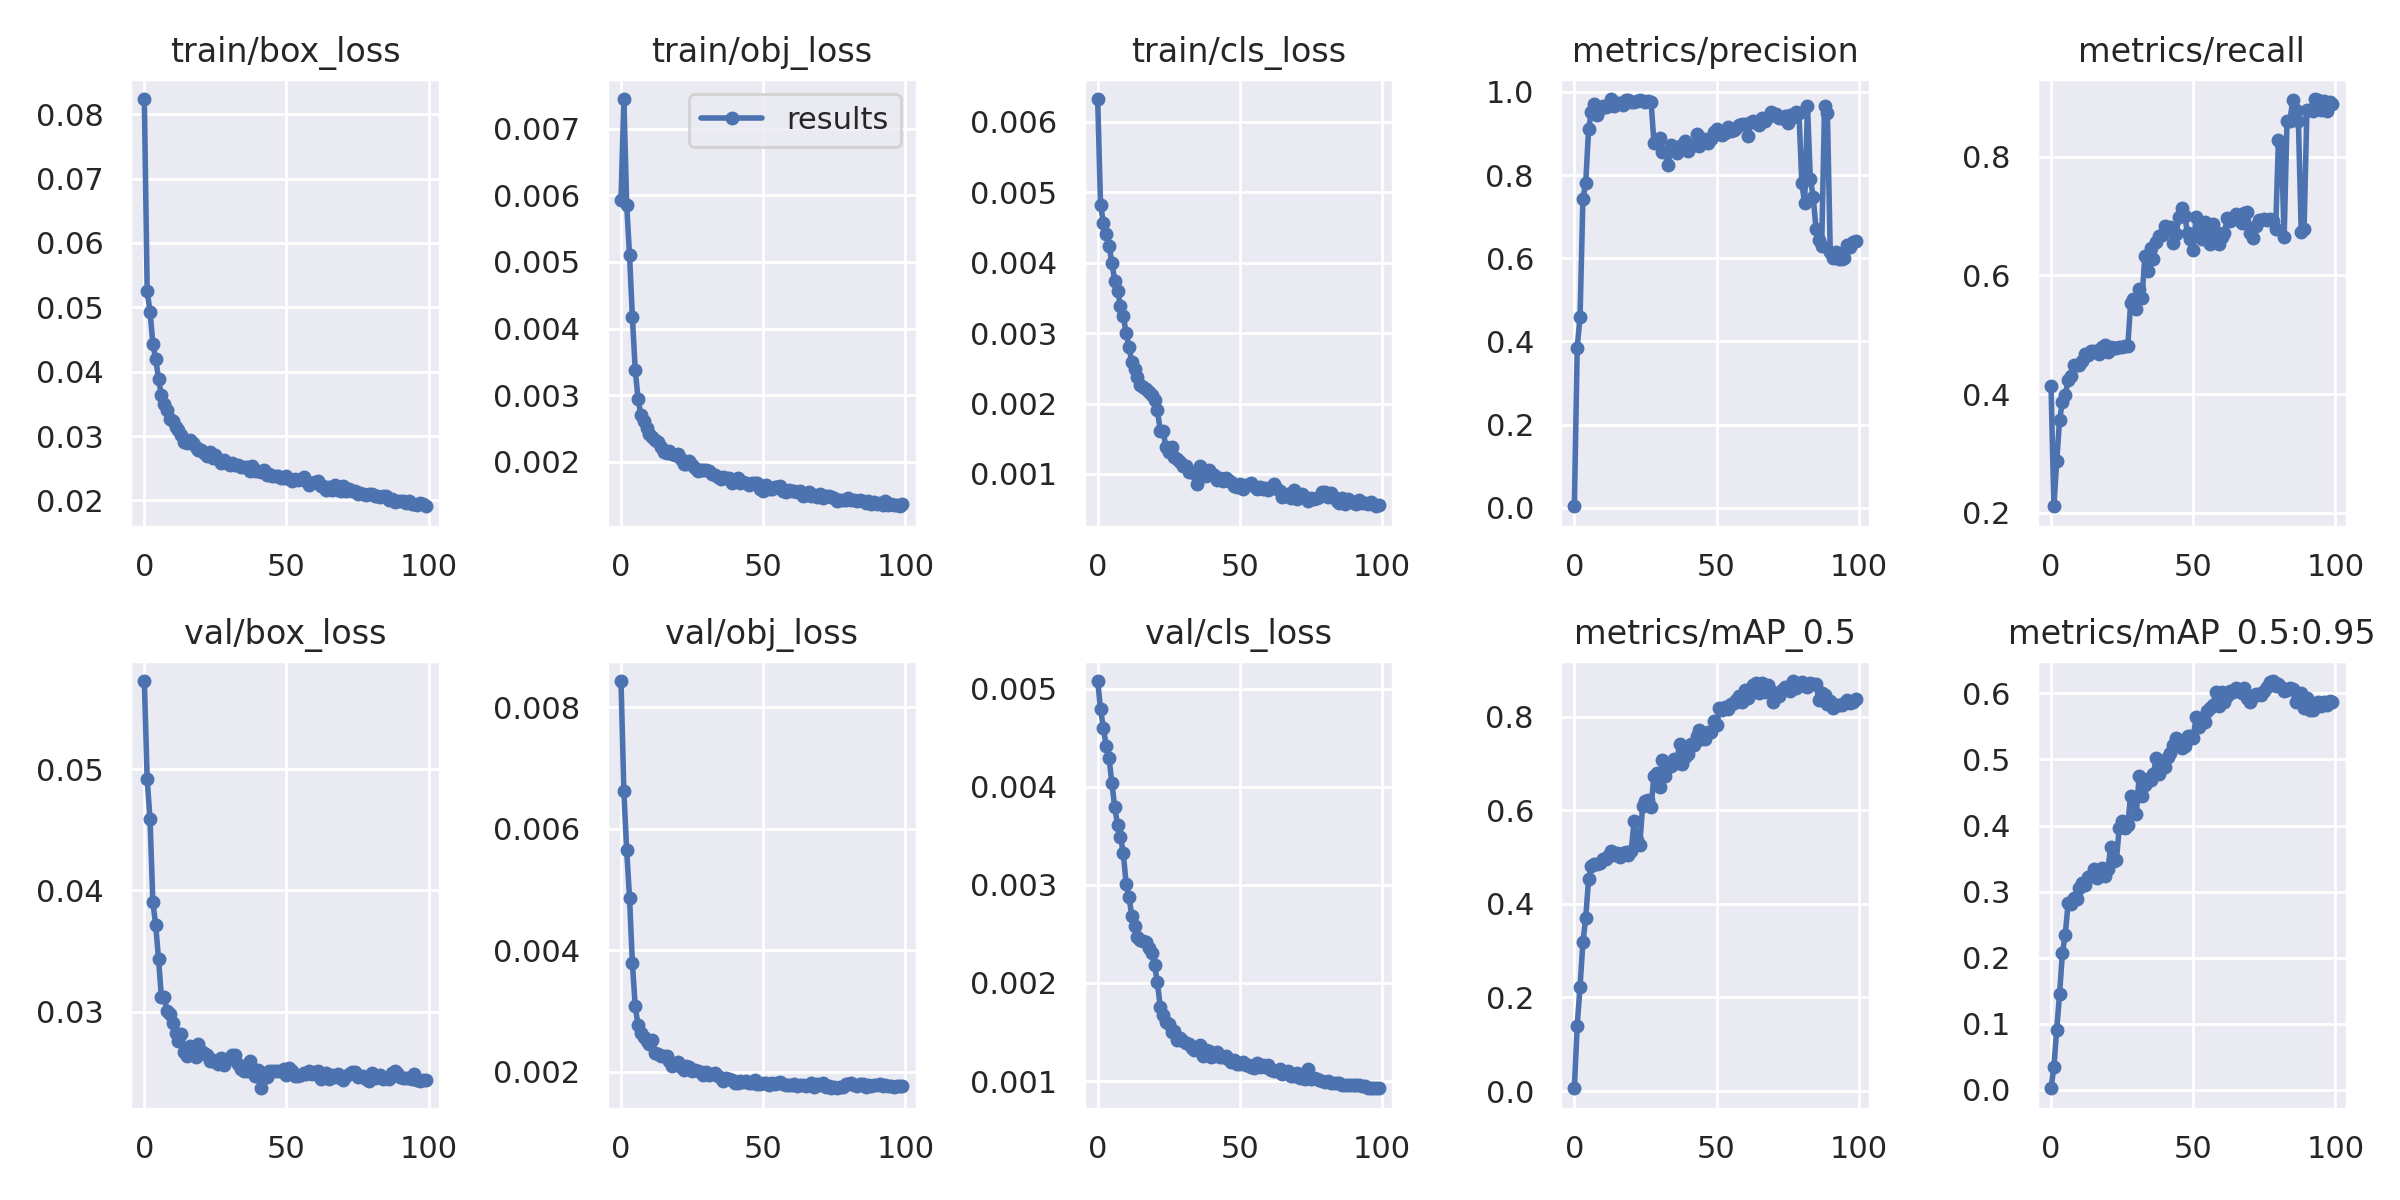 train/box_loss
0.08
0.07
0.06
0.05
0.04
0.03
0.02
0 50 100
train/obj_loss
results
0.007
0.006
0.005
0.004
0.003
0.002
0 50 100
train/cls_loss
0.006
0.005
0.004
0.003
0.002
0.001
0 50 100
metrics/precision
1.0
0.8
0.6
0.4
0.2
0.0
0 50 100
metrics/recall
0.8
0.6
0.4
0.2
0 50 100
val/box_loss
0.05
0.04
0.03
0 50 100
val/obj_loss
0.008
0.006
0.004
0.002
0 50 100
val/cls_loss
0.005
0.004
0.003
0.002
0.001
0 50 100
metrics/mAP_0.5
0.8
0.6
0.4
0.2
0.0
0 50 100
metrics/mAP_0.5:0.95
0.6
0.5
0.4
0.3
0.2
0.1
0.0
0 50 100